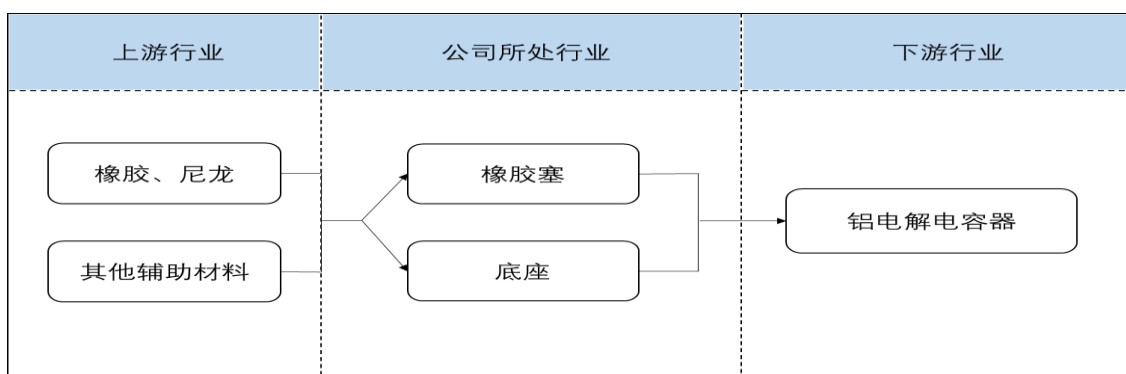 上游行业
公司所处行业
下游行业
橡胶、尼龙
橡胶塞
铝电解电容器
其他辅助材料
底座